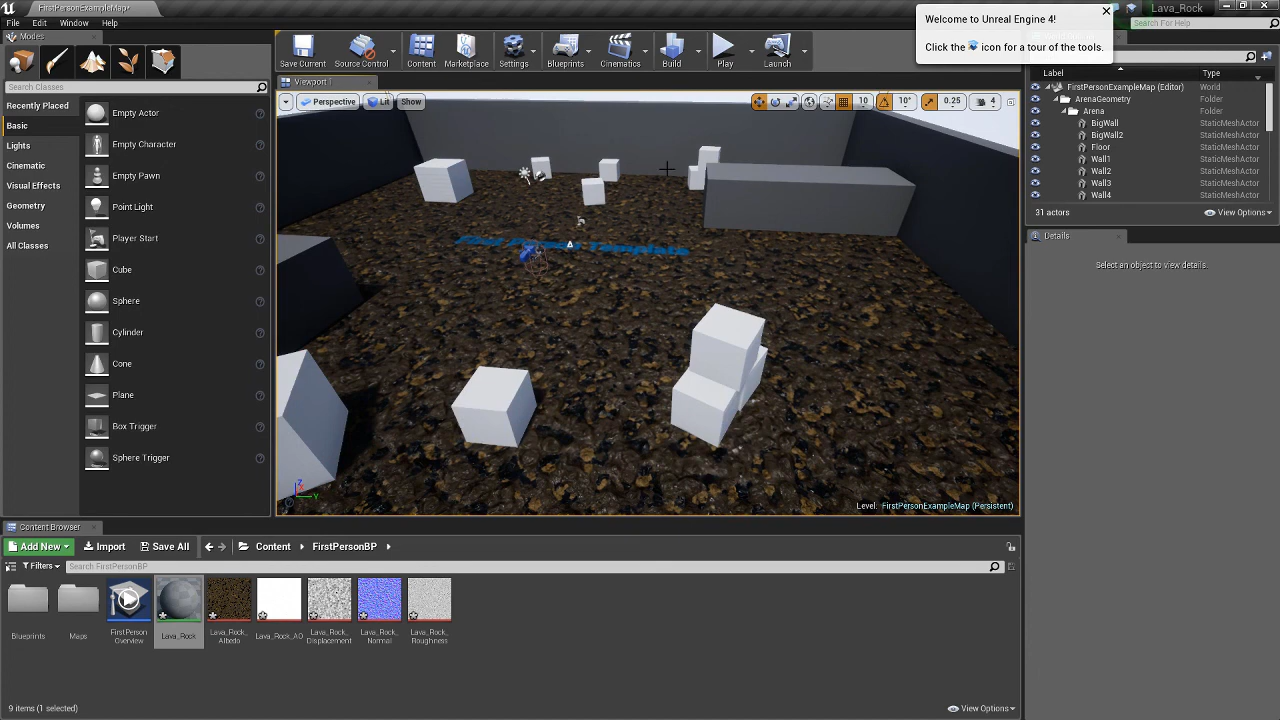 FirstPersonExampleMap*
Lava_Rock
File Edit Window Help
Search For Help
Welcome to Unreal Engine 4!
Click the icon for a tour of the tools.
Modes
Search Classes
Recently Placed
Basic
Lights
Cinematic
Visual Effects
Geometry
Volumes
All Classes
Empty Actor
Empty Character
Empty Pawn
Point Light
Player Start
Cube
Sphere
Cylinder
Cone
Plane
Box Trigger
Sphere Trigger
Save Current
Source Control
Content
Marketplace
Settings
Blueprints
Cinematics
Build
Play
Launch
Viewport 1
Perspective Lit Show
10 10° 0.25 4
First Person Template
Z
Y
Level: FirstPersonExampleMap (Persistent)
Label Type
FirstPersonExampleMap (Editor) World
ArenaGeometry Folder
Arena Folder
BigWall StaticMeshActor
BigWall2 StaticMeshActor
Floor StaticMeshActor
Wall1 StaticMeshActor
Wall2 StaticMeshActor
Wall3 StaticMeshActor
Wall4 StaticMeshActor
31 actors View Options
Details
Select an object to view details.
Content Browser
Add New Import Save All Content FirstPersonBP
Filters Search FirstPersonBP
Blueprints
Maps
FirstPerson
Overview
Lava_Rock
Lava_Rock_
Albedo
Lava_Rock_AO
Lava_Rock_
Displacement
Lava_Rock_
Normal
Lava_Rock_
Roughness
9 items (1 selected) View Options